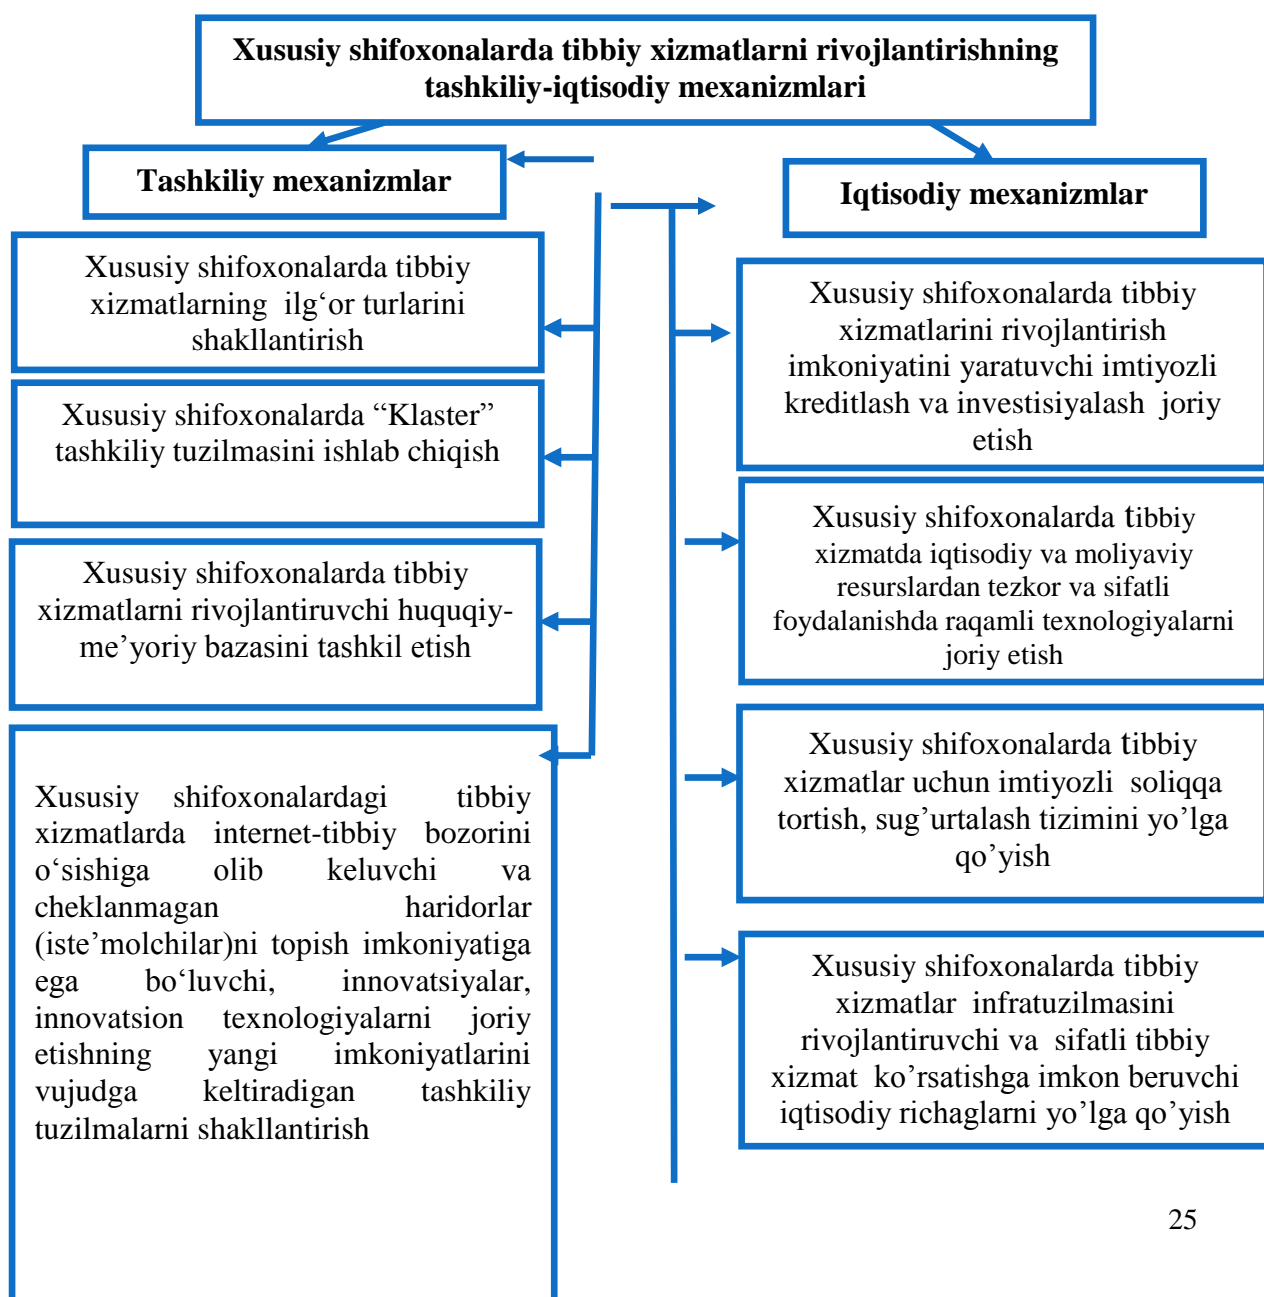 Xususiy shifoxonalarda tibbiy xizmatlarni rivojlantirishning
tashkiliy-iqtisodiy mexanizmlari
Tashkiliy mexanizmlar
Xususiy shifoxonalarda tibbiy
xizmatlarning ilg‘or turlarini
shakllantirish
Xususiy shifoxonalarda “Klaster”
tashkiliy tuzilmasini ishlab chiqish
Xususiy shifoxonalarda tibbiy
xizmatlarni rivojlantiruvchi huquqiy-
me’yoriy bazasini tashkil etish
Xususiy shifoxonalardagi tibbiy
xizmatlarda internet-tibbiy bozorini
o‘sishiga olib keluvchi va
cheklanmagan haridorlar
(iste’molchilar)ni topish imkoniyatiga
ega bo‘luvchi, innovatsiyalar,
innovatsion texnologiyalarni joriy
etishning yangi imkoniyatlarini
vujudga keltiradigan tashkiliy
tuzilmalarni shakllantirish
Iqtisodiy mexanizmlar
Xususiy shifoxonalarda tibbiy
xizmatlarini rivojlantirish
imkoniyatini yaratuvchi imtiyozli
kreditlash va investisiyalash joriy
etish
Xususiy shifoxonalarda tibbiy
xizmatda iqtisodiy va moliyaviy
resurslardan tezkor va sifatli
foydalanishda raqamli texnologiyalarni
joriy etish
Xususiy shifoxonalarda tibbiy
xizmatlar uchun imtiyozli soliqqa
tortish, sug’urtalash tizimini yo’lga
qo’yish
Xususiy shifoxonalarda tibbiy
xizmatlar infratuzilmasini
rivojlantiruvchi va sifatli tibbiy
xizmat ko’rsatishga imkon beruvchi
iqtisodiy richaglarni yo’lga qo’yish
25